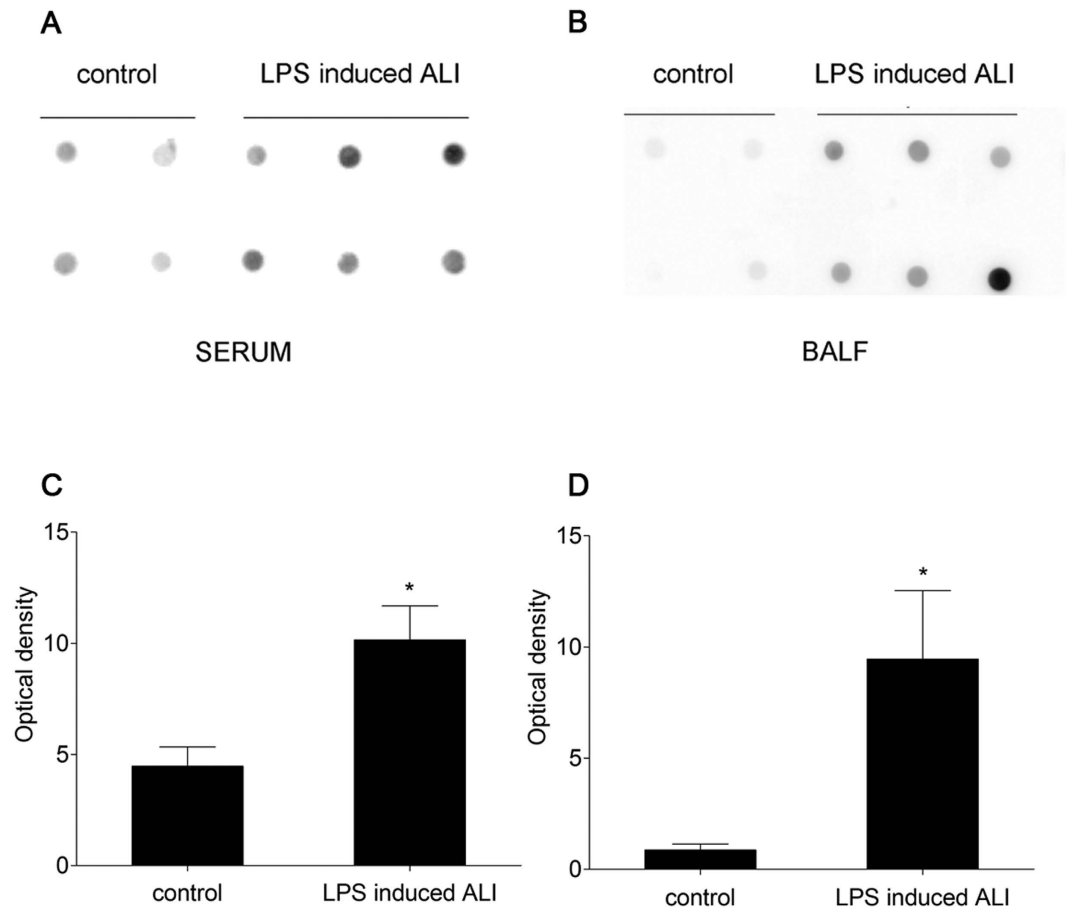 A
B
control
LPS induced ALI
control
LPS induced ALI
SERUM
BALF
C
D
15
10
5
0
Optical density
*
control
LPS induced ALI
15
10
5
0
Optical density
*
control
LPS induced ALI